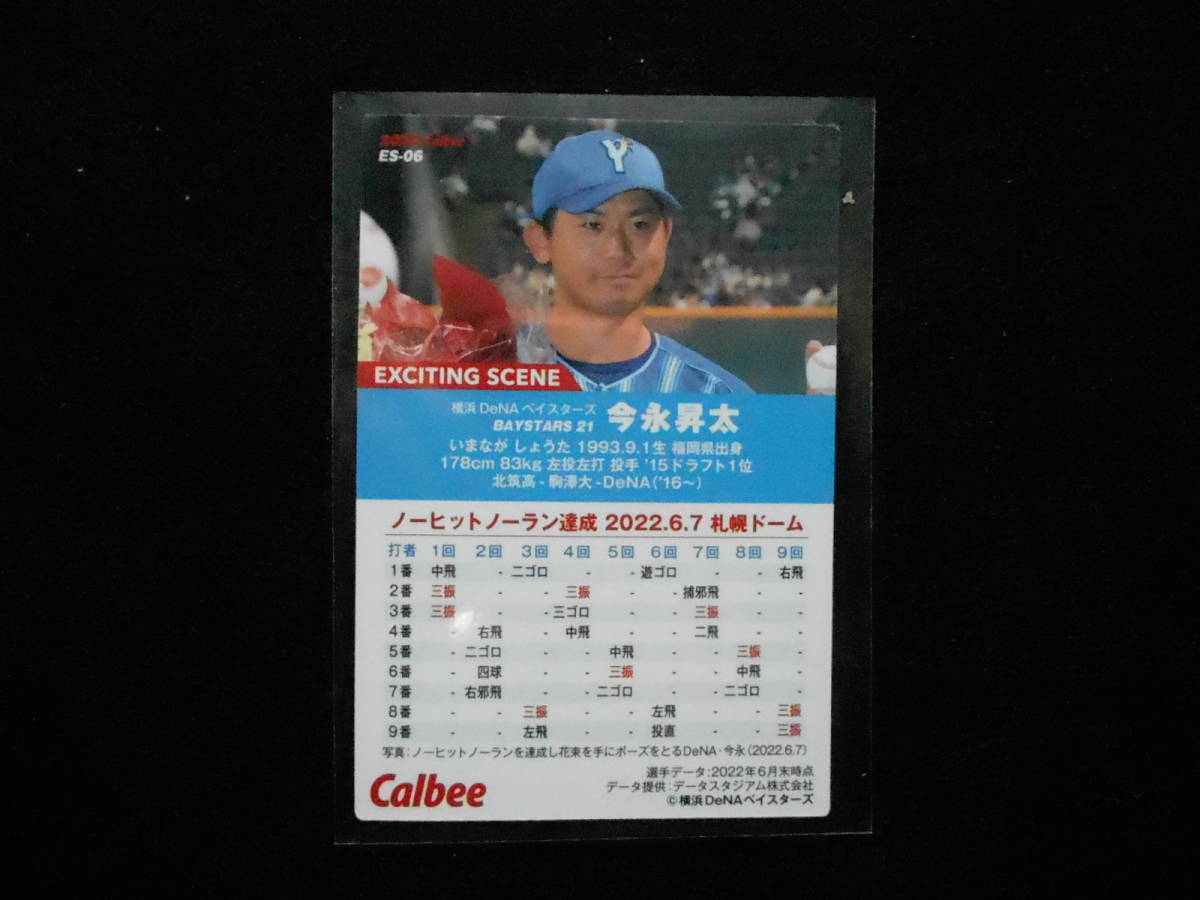 2022 Calbee
ES-06
Y
EXCITING SCENE
横浜DeNAベイスターズ
BAYSTARS 21 今永昇太
いまなが しょうた 1993.9.1生 福岡県出身
178cm 83kg 左投左打 投手 '15ドラフト1位
北筑高-駒澤大-DeNA('16~)
ノーヒットノーラン達成 2022.6.7 札幌ドーム
打者 1回 2回 3回 4回 5回 6回 7回 8回 9回
1番 中飛 - 二ゴロ - - 遊ゴロ - - 右飛
2番 三振 - - 三振 - - 捕邪飛 - -
3番 三振 - - 三ゴロ - - 三振 - -
4番 - 右飛 - 中飛 - - 二飛 - -
5番 - 二ゴロ - - 中飛 - - 三振 -
6番 - 四球 - - 三振 - - 中飛 -
7番 - 右邪飛 - - 二ゴロ - - 二ゴロ -
8番 - - 三振 - - 左飛 - - 三振
9番 - - 左飛 - - 投直 - - 三振
写真:ノーヒットノーランを達成し花束を手にポーズをとるDeNA・今永(2022.6.7)
選手データ:2022年6月末時点
データ提供:データスタジアム株式会社
©横浜DeNAベイスターズ
Calbee